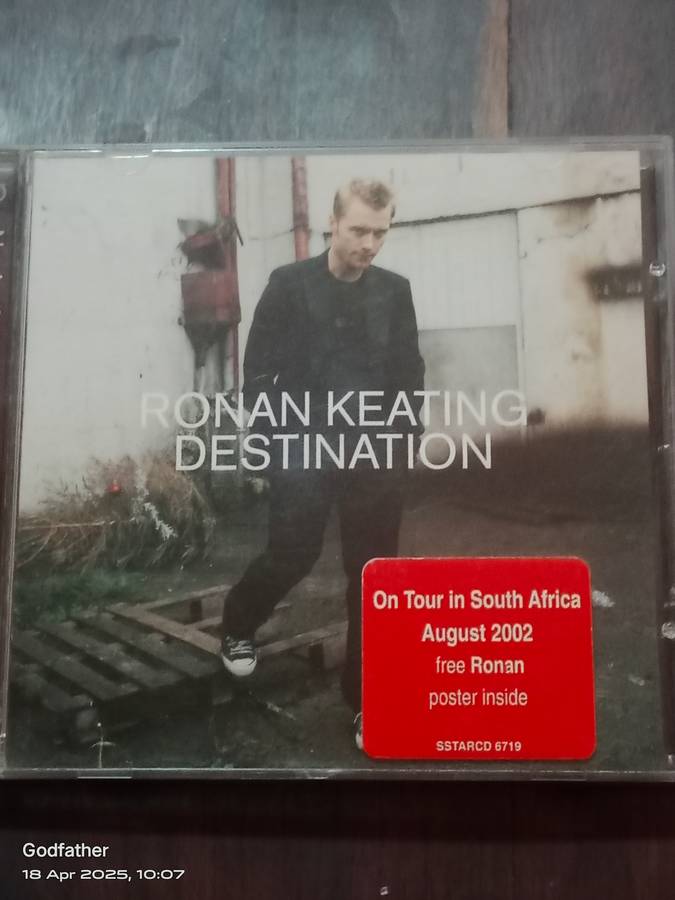 RONAN KEATING
DESTINATION
On Tour in South Africa
August 2002
free Ronan
poster inside
SSTARCD 6719
Godfather
18 Apr 2025, 10:07